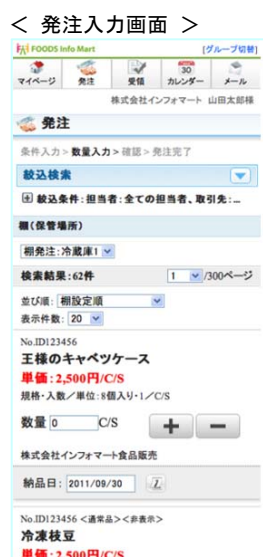 ＜ 発注入力画面 ＞
FOODS Info Mart [グループ切替]
マイページ 発注 受領 30 カレンダー メール
株式会社インフォマート 山田太郎様
発注
条件入力 > 数量入力 > 確認 > 発注完了
絞込検索
絞込条件：担当者：全ての担当者、取引先：...
棚(保管場所)
棚発注：冷蔵庫1
検索結果：62件 1 /300ページ
並び順：棚設定順
表示件数：20
No.ID123456
王様のキャベツケース
単価：2,500円/C/S
規格・入数／単位：8個入り・1／C/S
数量 0 C/S + −
株式会社インフォマート食品販売
納品日：2011/09/30
No.ID123456 <通常品><非表示>
冷凍枝豆
単価：2,500円/C/S